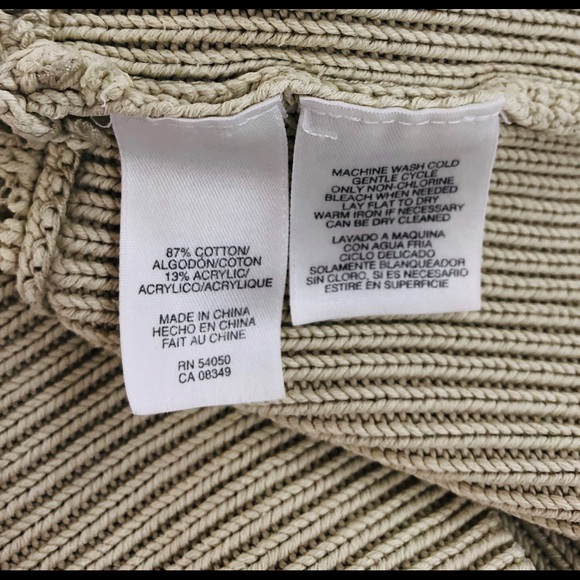 87% COTTON/
ALGODÓN/COTON
13% ACRYLIC/
ACRYLICO/ACRYLIQUE
MADE IN CHINA
HECHO EN CHINA
FAIT AU CHINE
RN 54050
CA 08349
MACHINE WASH COLD
GENTLE CYCLE
ONLY NON-CHLORINE
BLEACH WHEN NEEDED
LAY FLAT TO DRY
WARM IRON IF NECESSARY
CAN BE DRY CLEANED
LAVADO A MAQUINA
CON AGUA FRIA
CICLO DELICADO
SOLAMENTE BLANQUEADOR
SIN CLORO, SI ES NECESARIO
ESTIRE EN SUPERFICIE